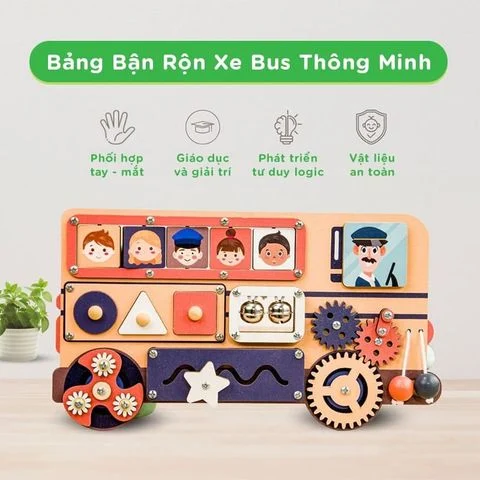 Bảng Bận Rộn Xe Bus Thông Minh
Phối hợp
tay - mắt
Giáo dục
và giải trí
Phát triển
tư duy logic
Vật liệu
an toàn